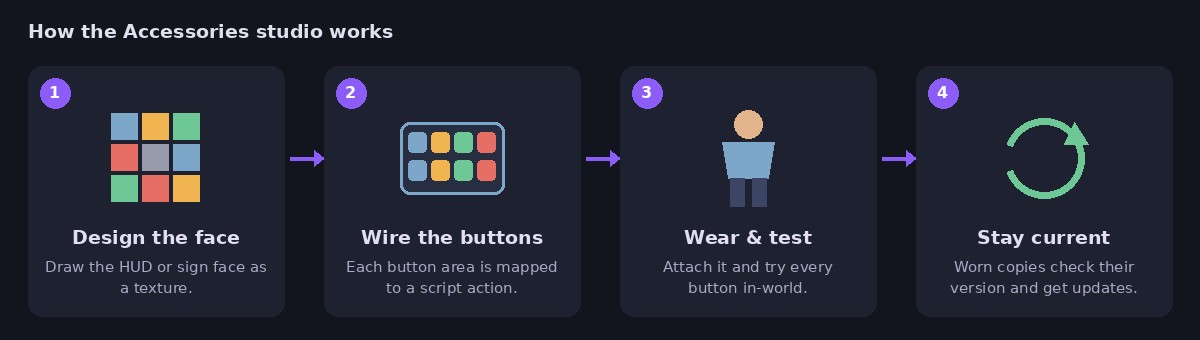 How the Accessories studio works
1
Design the face
Draw the HUD or sign face as
a texture.
2
Wire the buttons
Each button area is mapped
to a script action.
3
Wear & test
Attach it and try every
button in-world.
4
Stay current
Worn copies check their
version and get updates.